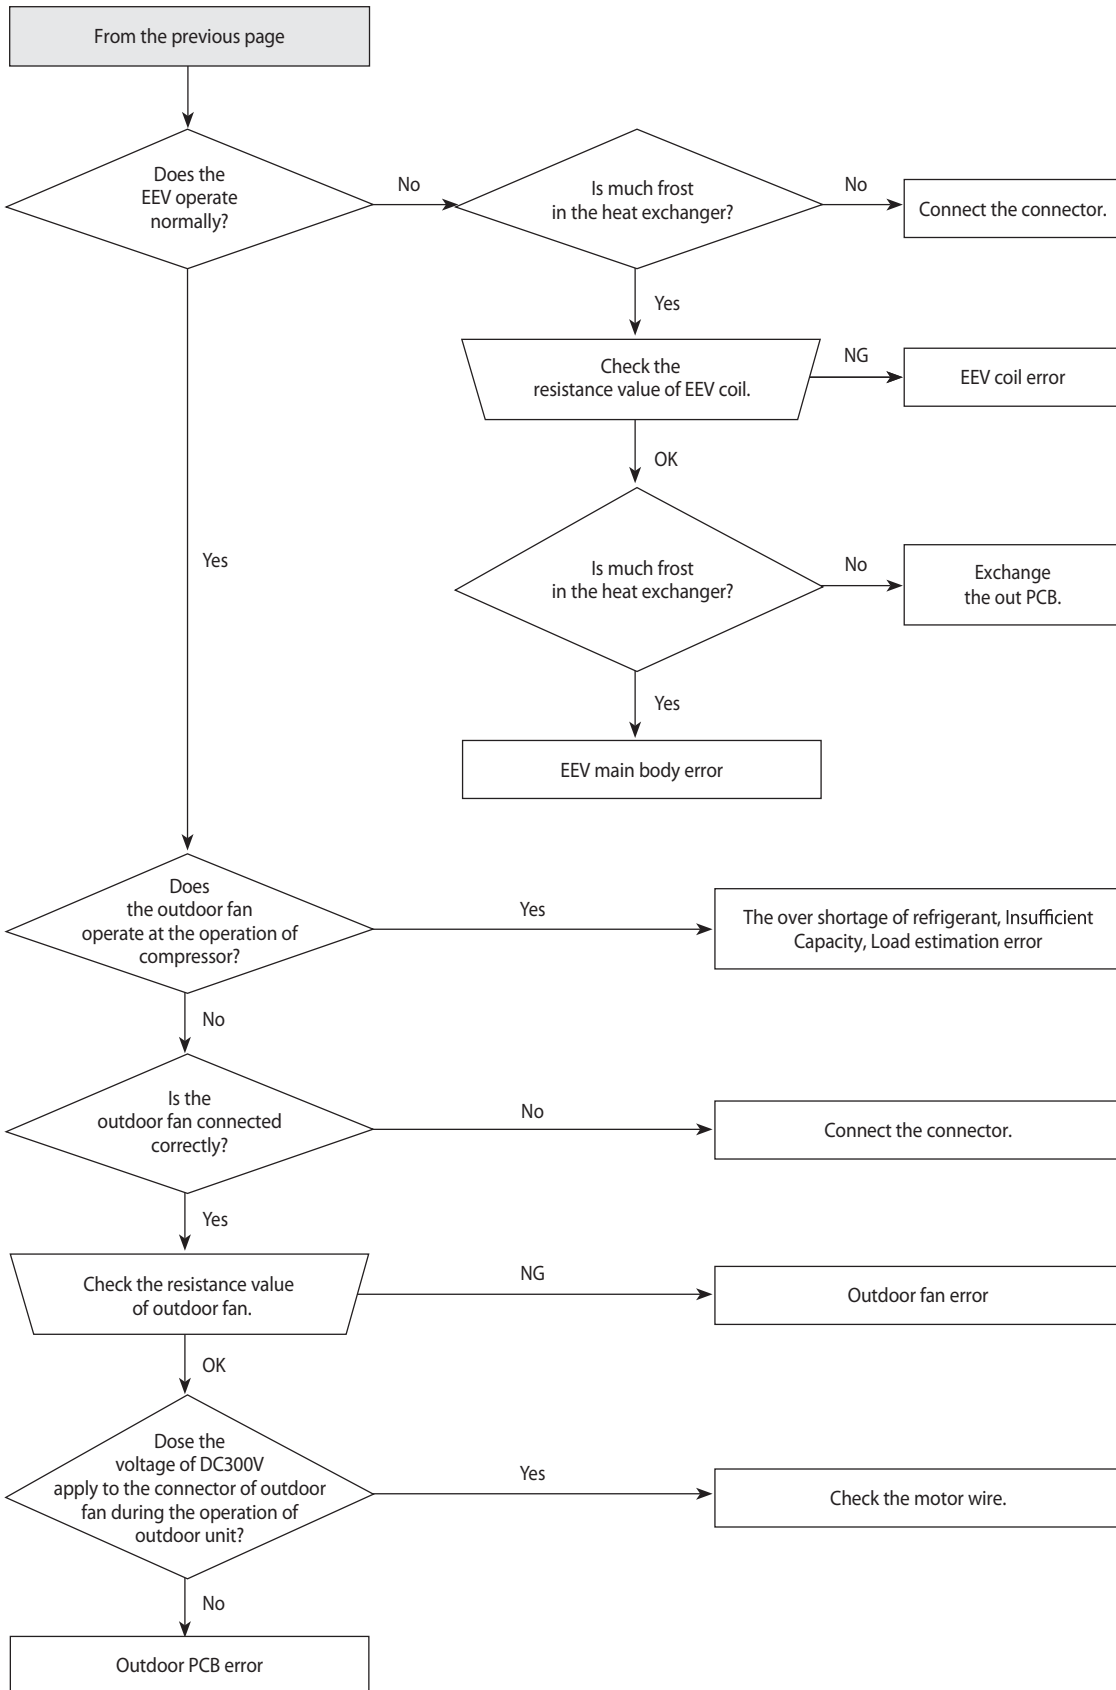 From the previous page
Does the
EEV operate
normally?
No
Is much frost
in the heat exchanger?
No
Connect the connector.
Yes
Check the
resistance value of EEV coil.
NG
EEV coil error
OK
Is much frost
in the heat exchanger?
No
Exchange
the out PCB.
Yes
EEV main body error
Yes
Does
the outdoor fan
operate at the operation of
compressor?
Yes
The over shortage of refrigerant, Insufficient
Capacity, Load estimation error
No
Is the
outdoor fan connected
correctly?
No
Connect the connector.
Yes
Check the resistance value
of outdoor fan.
NG
Outdoor fan error
OK
Dose the
voltage of DC300V
apply to the connector of outdoor
fan during the operation of
outdoor unit?
Yes
Check the motor wire.
No
Outdoor PCB error